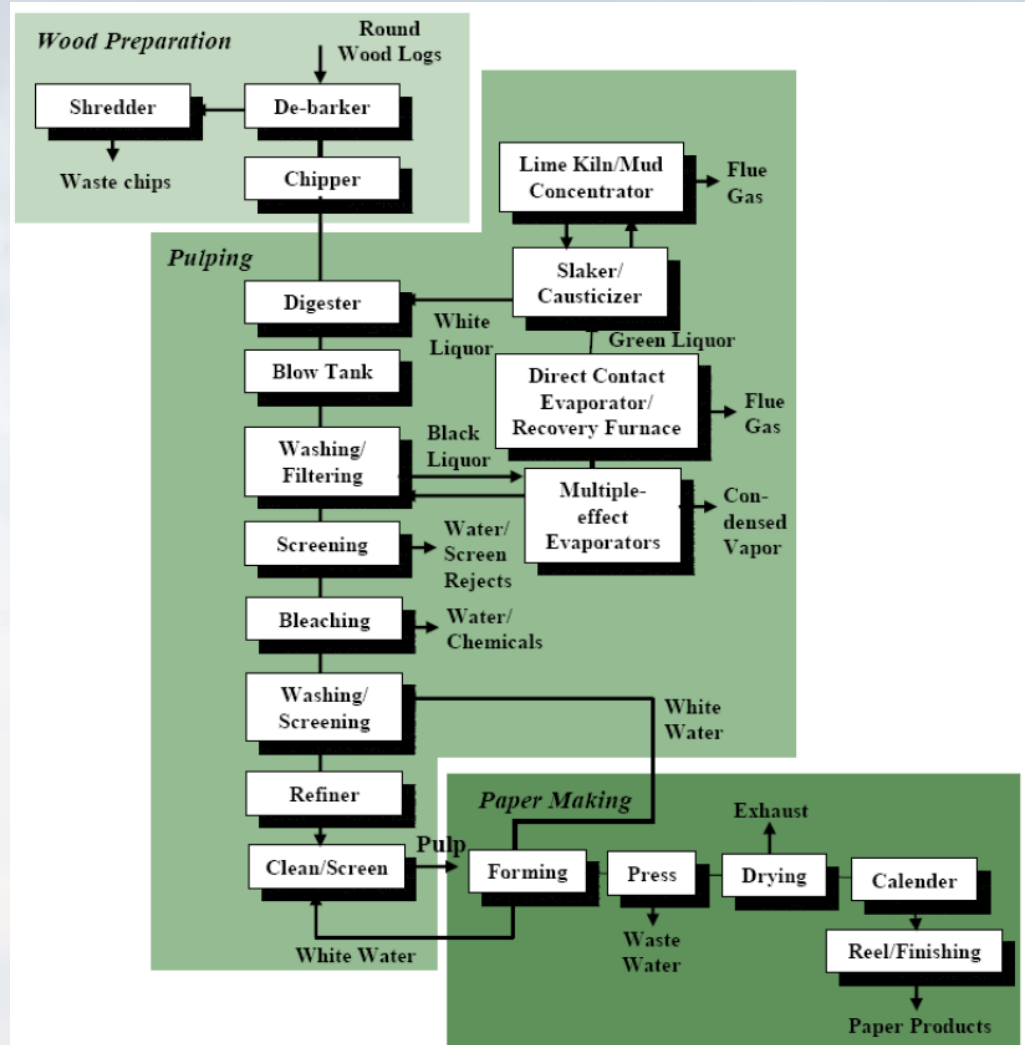 Wood Preparation
Round
Wood Logs
Shredder
De-barker
Waste chips
Chipper
Lime Kiln/Mud
Concentrator
Flue
Gas
Pulping
Slaker/
Causticizer
Digester
White
Liquor
Green Liquor
Blow Tank
Direct Contact
Evaporator/
Recovery Furnace
Flue
Gas
Washing/
Filtering
Black
Liquor
Multiple-
effect
Evaporators
Con-
densed
Vapor
Screening
Water/
Screen
Rejects
Bleaching
Water/
Chemicals
Washing/
Screening
White
Water
Refiner
Paper Making
Exhaust
Clean/Screen
Pulp
Forming
Press
Drying
Calender
White Water
Waste
Water
Reel/Finishing
Paper Products